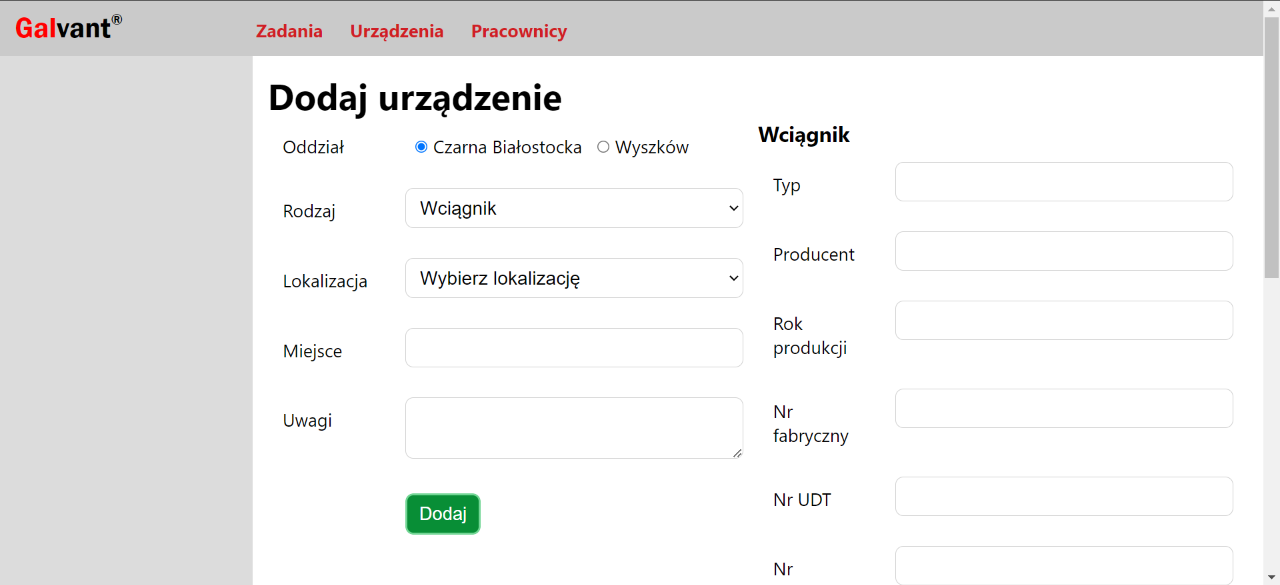 Galvant®
Zadania Urządzenia Pracownicy
Dodaj urządzenie
Oddział Czarna Białostocka Wyszków
Rodzaj Wciągnik
Lokalizacja Wybierz lokalizację
Miejsce
Uwagi
Dodaj
Wciągnik
Typ
Producent
Rok
produkcji
Nr
fabryczny
Nr UDT
Nr